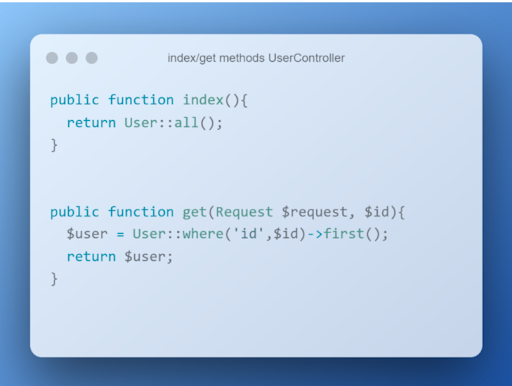 index/get methods UserController
public function index(){
  return User::all();
}
public function get(Request $request, $id){
  $user = User::where('id',$id)->first();
  return $user;
}